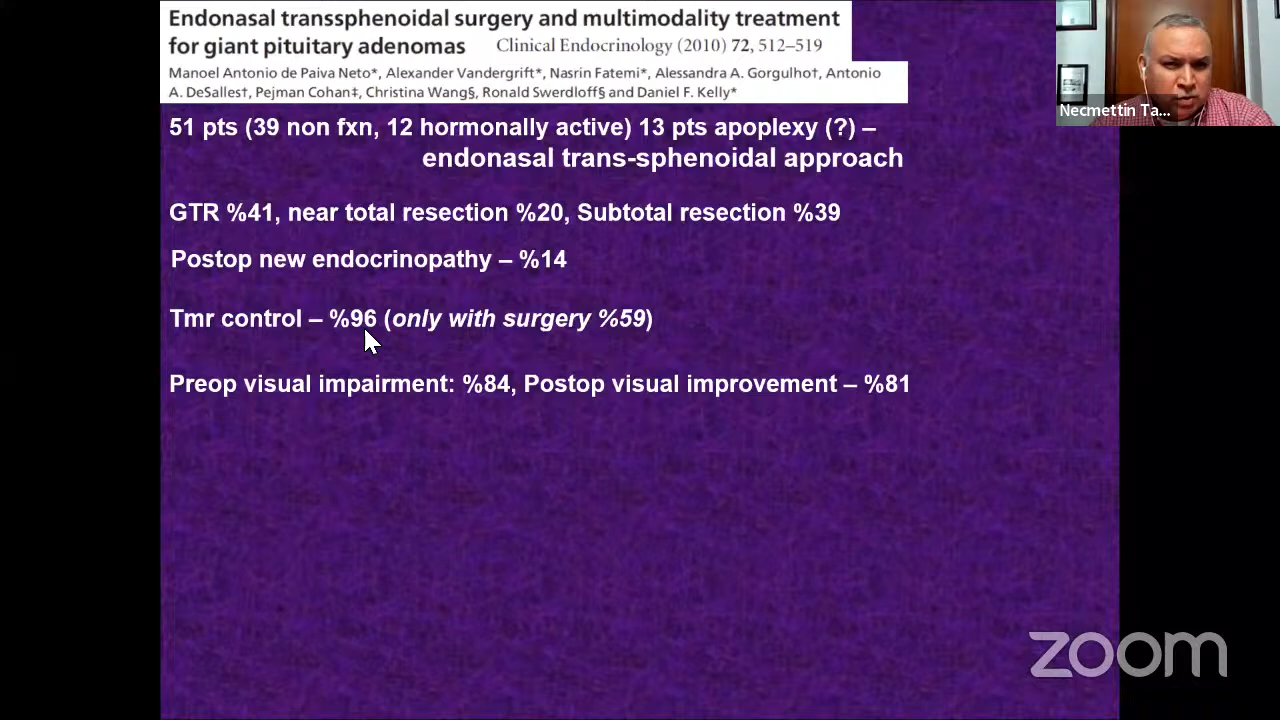 Endonasal transsphenoidal surgery and multimodality treatment
for giant pituitary adenomas Clinical Endocrinology (2010) 72, 512–519
Manoel Antonio de Paiva Neto*, Alexander Vandergrift*, Nasrin Fatemi*, Alessandra A. Gorgulho†, Antonio
A. DeSalles†, Pejman Cohan‡, Christina Wang§, Ronald Swerdloff§ and Daniel F. Kelly*
Necmettin Ta...
51 pts (39 non fxn, 12 hormonally active) 13 pts apoplexy (?) –
endonasal trans-sphenoidal approach
GTR %41, near total resection %20, Subtotal resection %39
Postop new endocrinopathy – %14
Tmr control – %96 (only with surgery %59)
Preop visual impairment: %84, Postop visual improvement – %81
zoom